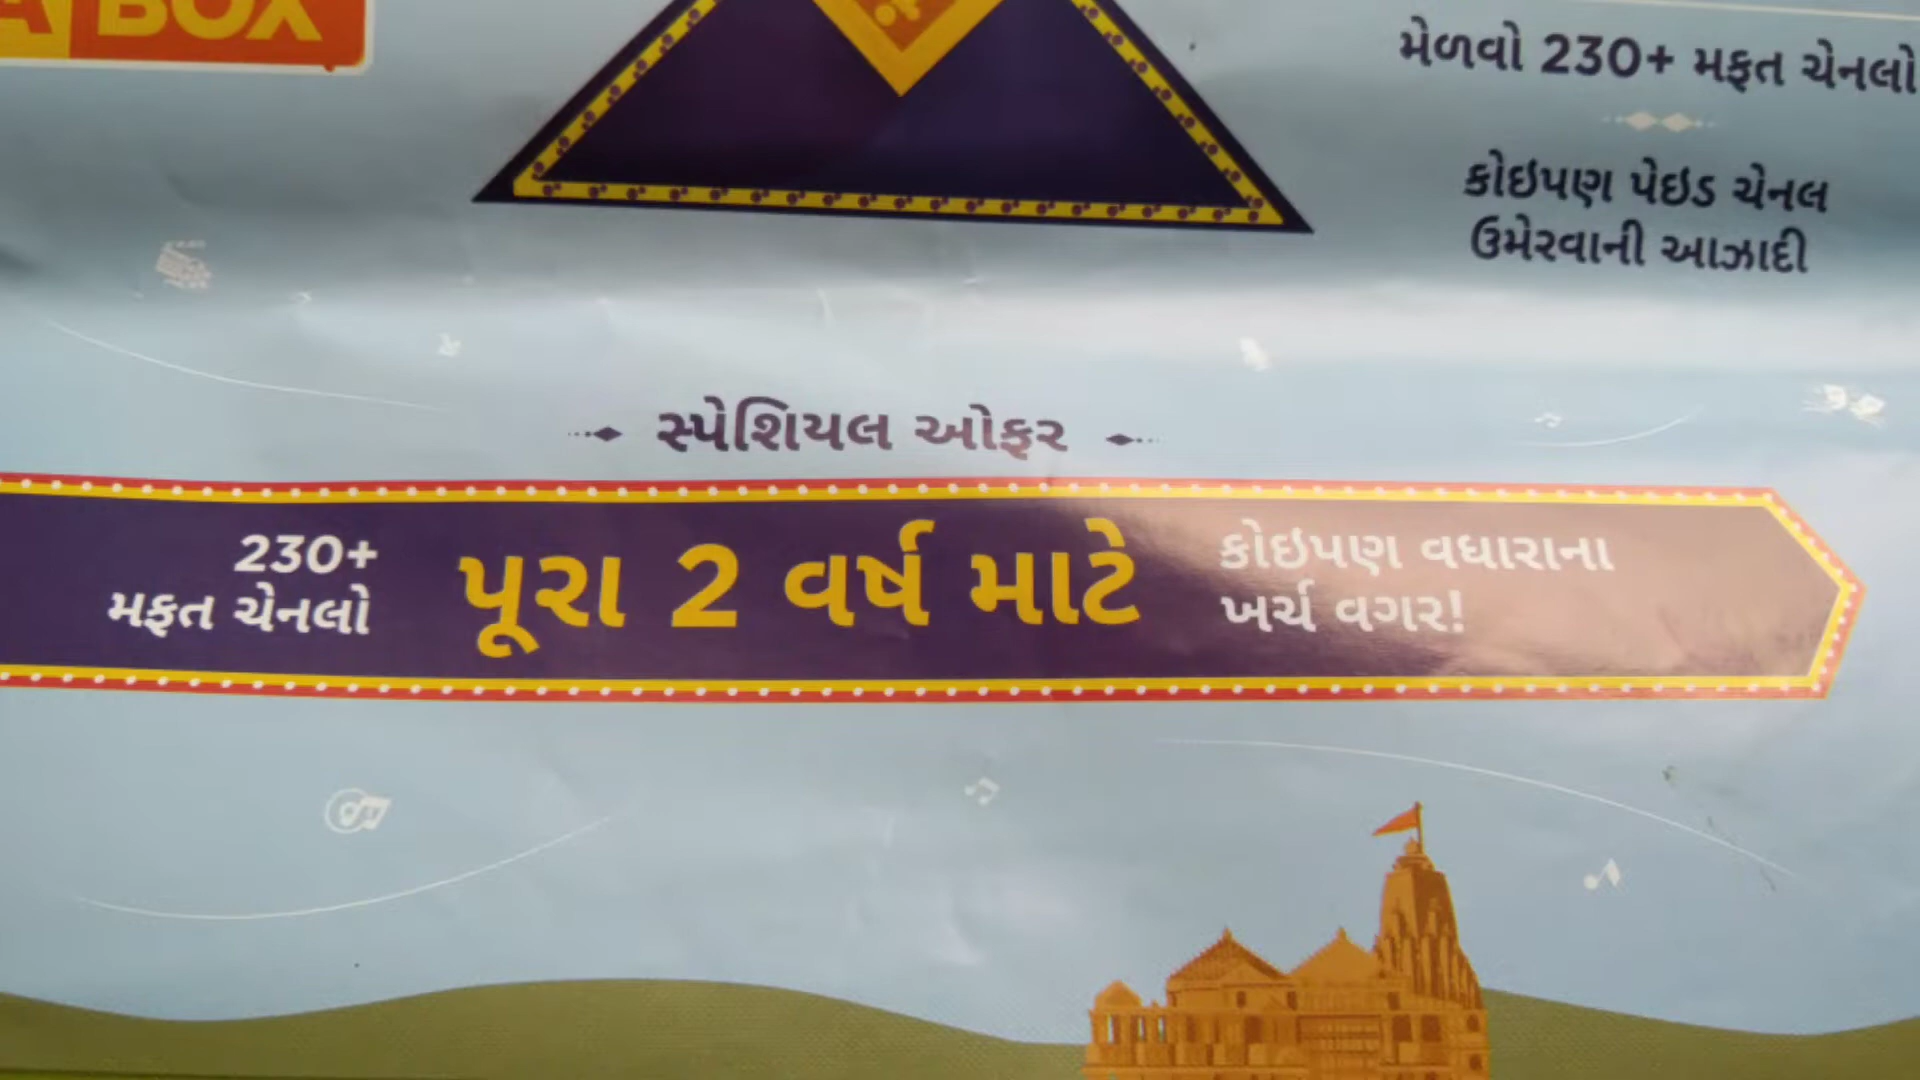 BOX
મેળવો 230+ મફત ચેનલો
કોઇપણ પેઇડ ચેનલ
ઉમેરવાની આઝાદી
સ્પેશિયલ ઓફર
230+
મફત ચેનલો
પૂરા 2 વર્ષ માટે
કોઇપણ વધારાના
ખર્ચ વગર!